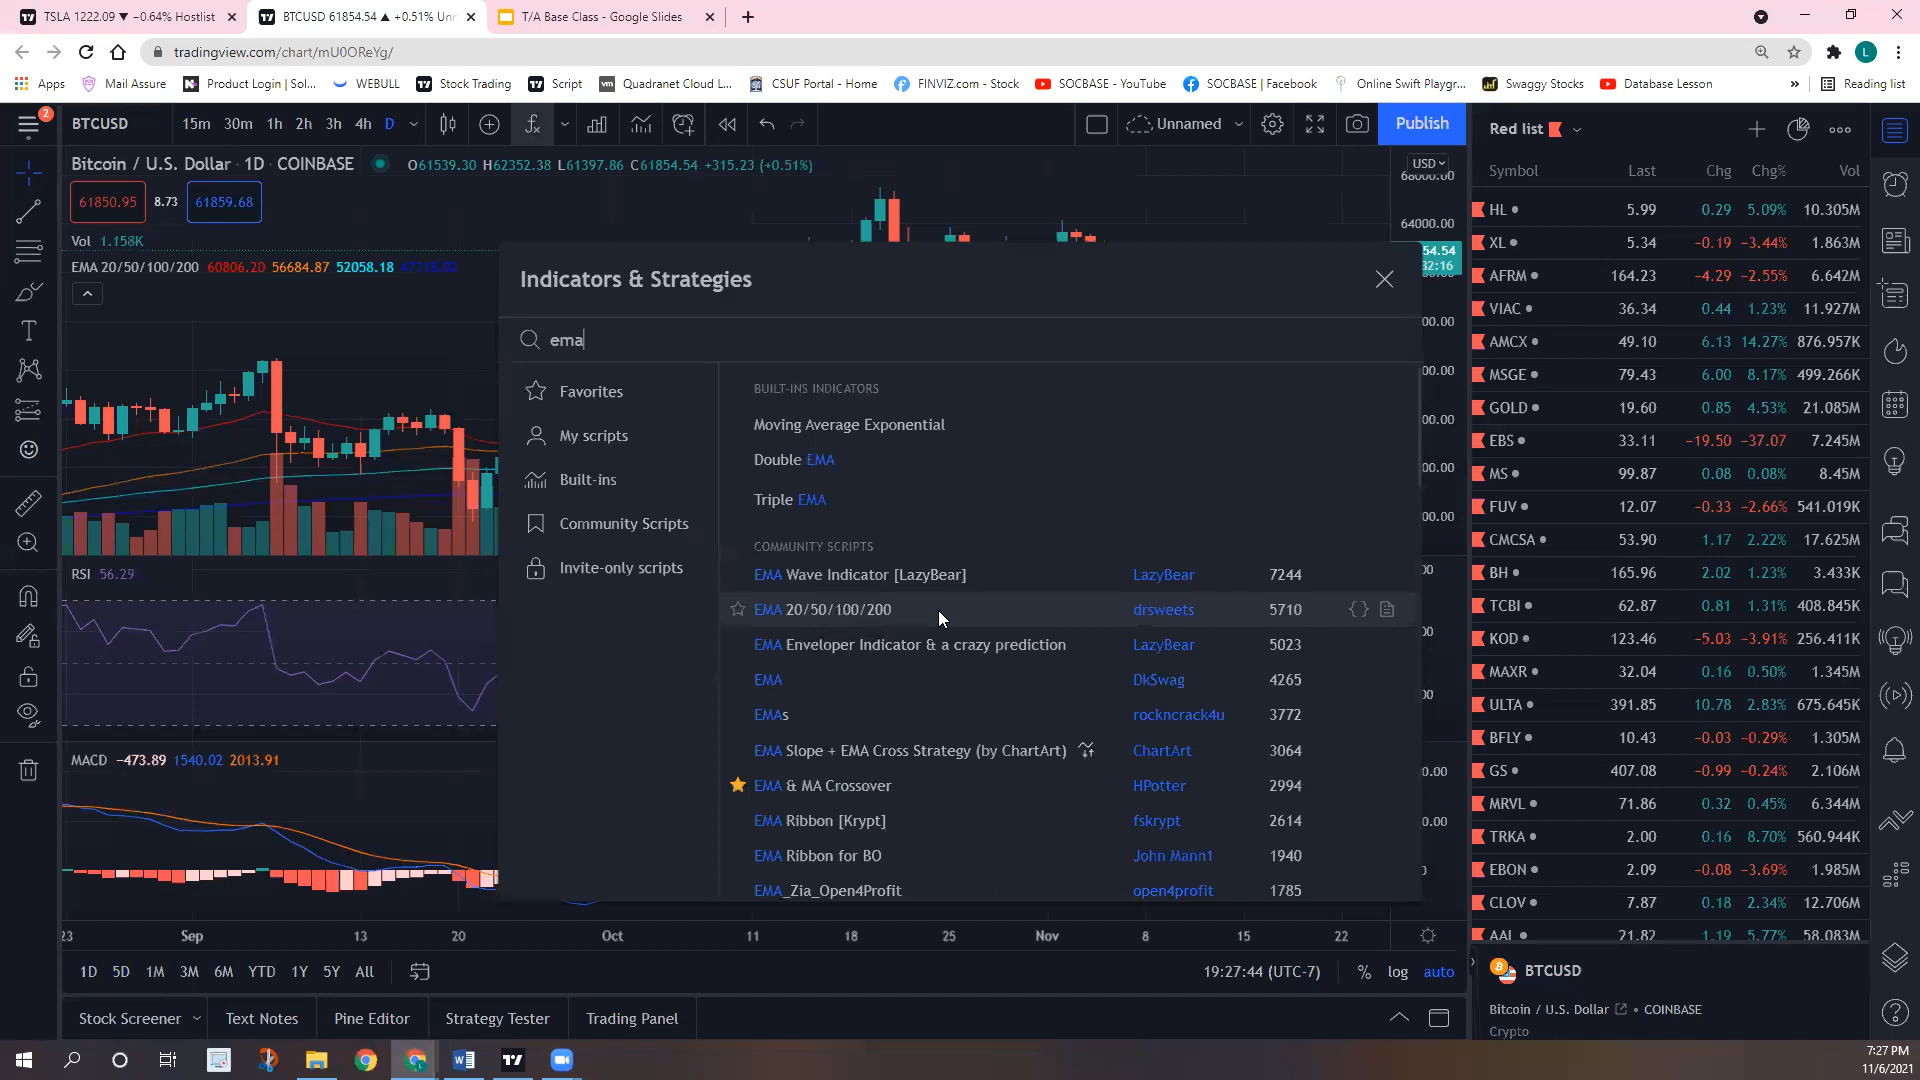 TSLA 1222.09 ▼ −0.64% Hostlist
BTCUSD 61854.54 ▲ +0.51% Unn
T/A Base Class - Google Slides
tradingview.com/chart/mU0OReYg/
L
Apps
Mail Assure
Product Login | Sol...
WEBULL
Stock Trading
Script
Quadranet Cloud L...
CSUF Portal - Home
FINVIZ.com - Stock
SOCBASE - YouTube
SOCBASE | Facebook
Online Swift Playgr...
Swaggy Stocks
Database Lesson
»
Reading list
2
BTCUSD
15m 30m 1h 2h 3h 4h D
Unnamed
Publish
Bitcoin / U.S. Dollar · 1D · COINBASE
O61539.30 H62352.38 L61397.86 C61854.54 +315.23 (+0.51%)
61850.95 8.73 61859.68
Vol 1.158K
EMA 20/50/100/200 60806.20 56684.87 52058.18
USD
68000.00
64000.00
54.54
32:16
Indicators & Strategies
ema
Favorites
My scripts
Built-ins
Community Scripts
Invite-only scripts
BUILT-INS INDICATORS
Moving Average Exponential
Double EMA
Triple EMA
COMMUNITY SCRIPTS
EMA Wave Indicator [LazyBear] LazyBear 7244
EMA 20/50/100/200 drsweets 5710
EMA Enveloper Indicator & a crazy prediction LazyBear 5023
EMA DkSwag 4265
EMAs rockncrack4u 3772
EMA Slope + EMA Cross Strategy (by ChartArt) ChartArt 3064
EMA & MA Crossover HPotter 2994
EMA Ribbon [Krypt] fskrypt 2614
EMA Ribbon for BO John Mann1 1940
EMA_Zia_Open4Profit open4profit 1785
RSI 56.29
MACD −473.89 1540.02 2013.91
23 Sep 13 20 Oct 11 18 25 Nov 8 15 22
1D 5D 1M 3M 6M YTD 1Y 5Y All
19:27:44 (UTC-7) % log auto
Stock Screener
Text Notes
Pine Editor
Strategy Tester
Trading Panel
Red list
Symbol Last Chg Chg% Vol
HL 5.99 0.29 5.09% 10.305M
XL 5.34 −0.19 −3.44% 1.863M
AFRM 164.23 −4.29 −2.55% 6.642M
VIAC 36.34 0.44 1.23% 11.927M
AMCX 49.10 6.13 14.27% 876.957K
MSGE 79.43 6.00 8.17% 499.266K
GOLD 19.60 0.85 4.53% 21.085M
EBS 33.11 −19.50 −37.07 7.245M
MS 99.87 0.08 0.08% 8.45M
FUV 12.07 −0.33 −2.66% 541.019K
CMCSA 53.90 1.17 2.22% 17.625M
BH 165.96 2.02 1.23% 3.433K
TCBI 62.87 0.81 1.31% 408.845K
KOD 123.46 −5.03 −3.91% 256.411K
MAXR 32.04 0.16 0.50% 1.345M
ULTA 391.85 10.78 2.83% 675.645K
BFLY 10.43 −0.03 −0.29% 1.305M
GS 407.08 −0.99 −0.24% 2.106M
MRVL 71.86 0.32 0.45% 6.344M
TRKA 2.00 0.16 8.70% 560.944K
EBON 2.09 −0.08 −3.69% 1.985M
CLOV 7.87 0.18 2.34% 12.706M
AAL 21.82 1.19 5.77% 58.083M
BTCUSD
Bitcoin / U.S. Dollar • COINBASE
Crypto
7:27 PM
11/6/2021